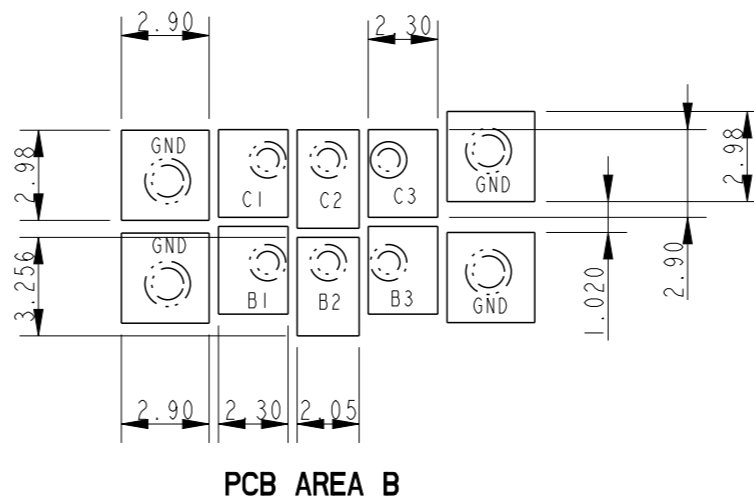 2.90 2.30
GND C1 C2 C3 GND
2.98 2.98
GND B1 B2 B3 GND
3.256 1.020 2.90
2.90 2.30 2.05
PCB AREA B